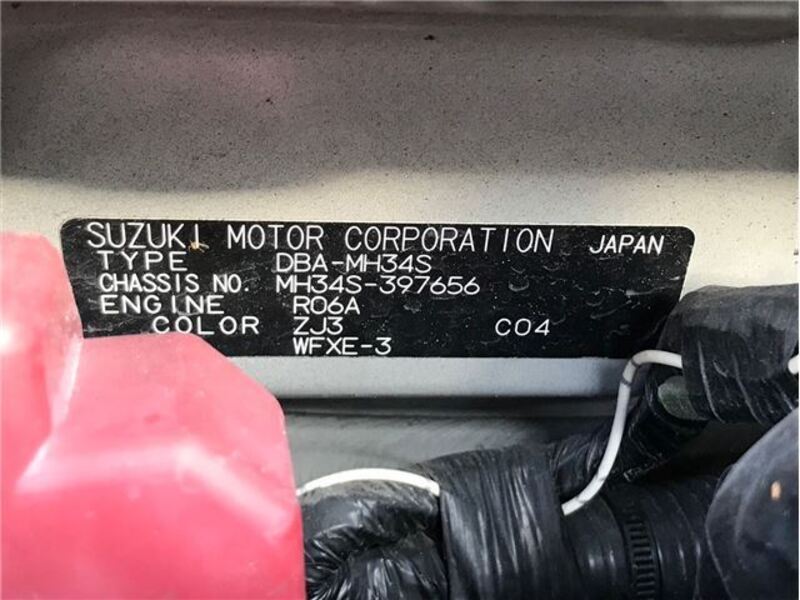 SUZUKI MOTOR CORPORATION JAPAN
TYPE DBA-MH34S
CHASSIS NO. MH34S-397656
ENGINE R06A
COLOR ZJ3 C04
WFXE-3